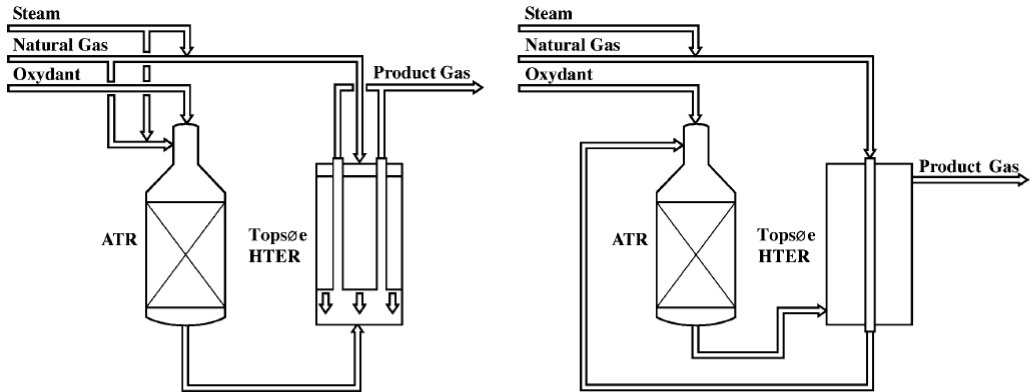 Steam
Natural Gas
Oxydant
Product Gas
ATR
Topsøe
HTER
Steam
Natural Gas
Oxydant
Product Gas
ATR
Topsøe
HTER